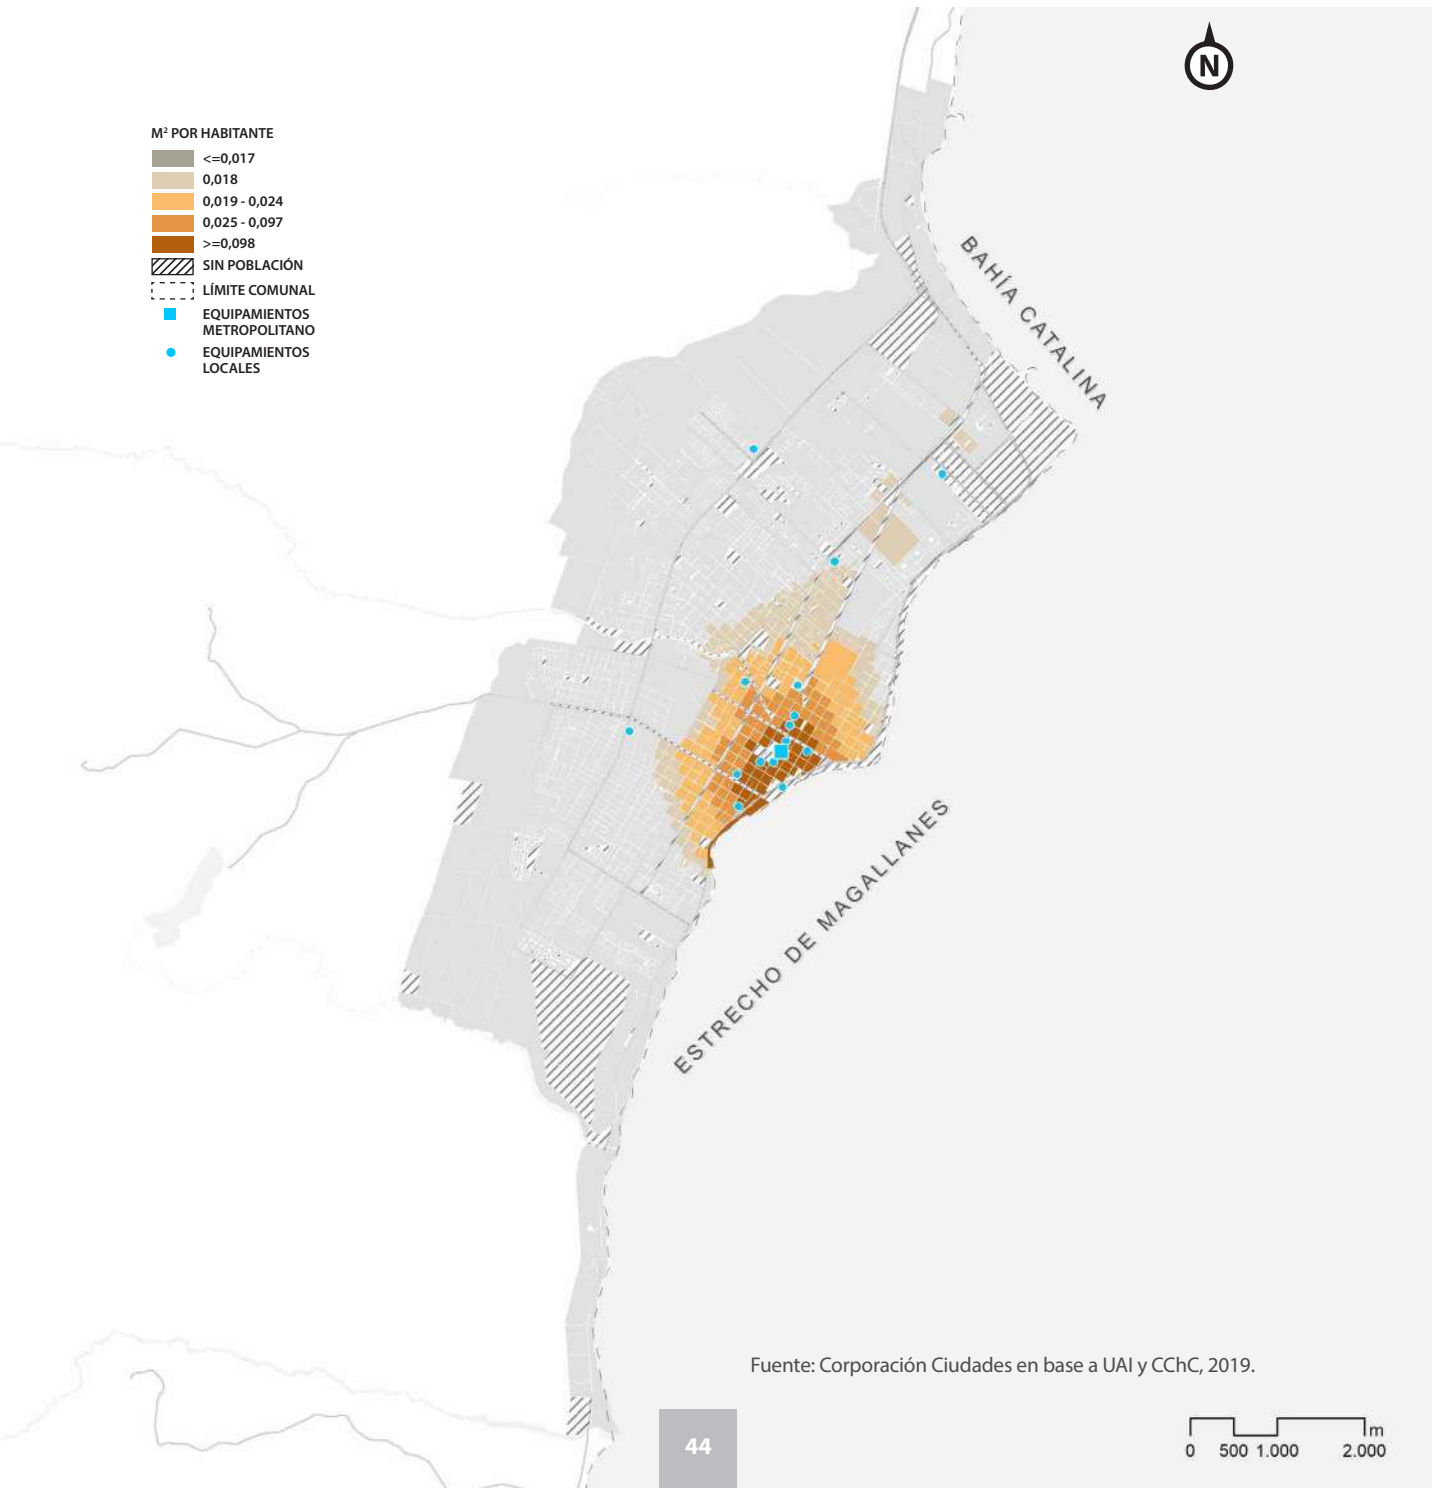 N
M² POR HABITANTE
<=0,017
0,018
0,019 - 0,024
0,025 - 0,097
>=0,098
SIN POBLACIÓN
LÍMITE COMUNAL
EQUIPAMIENTOS
METROPOLITANO
EQUIPAMIENTOS
LOCALES
BAHÍA CATALINA
ESTRECHO DE MAGALLANES
Fuente: Corporación Ciudades en base a UAI y CChC, 2019.
44
m
0 500 1.000 2.000